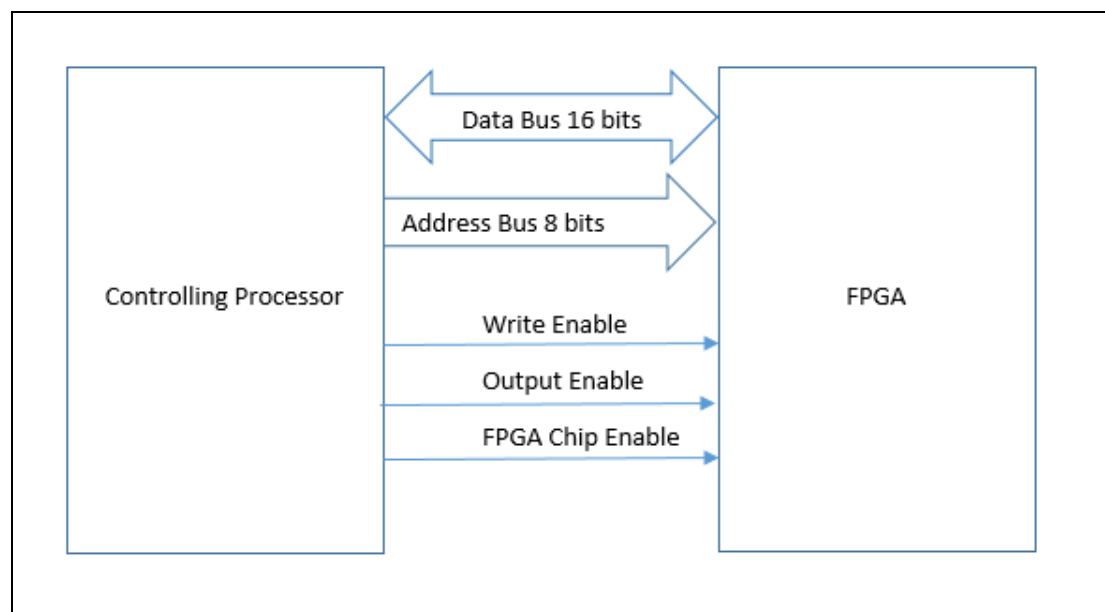 Data Bus 16 bits
Address Bus 8 bits
Controlling Processor
FPGA
Write Enable
Output Enable
FPGA Chip Enable